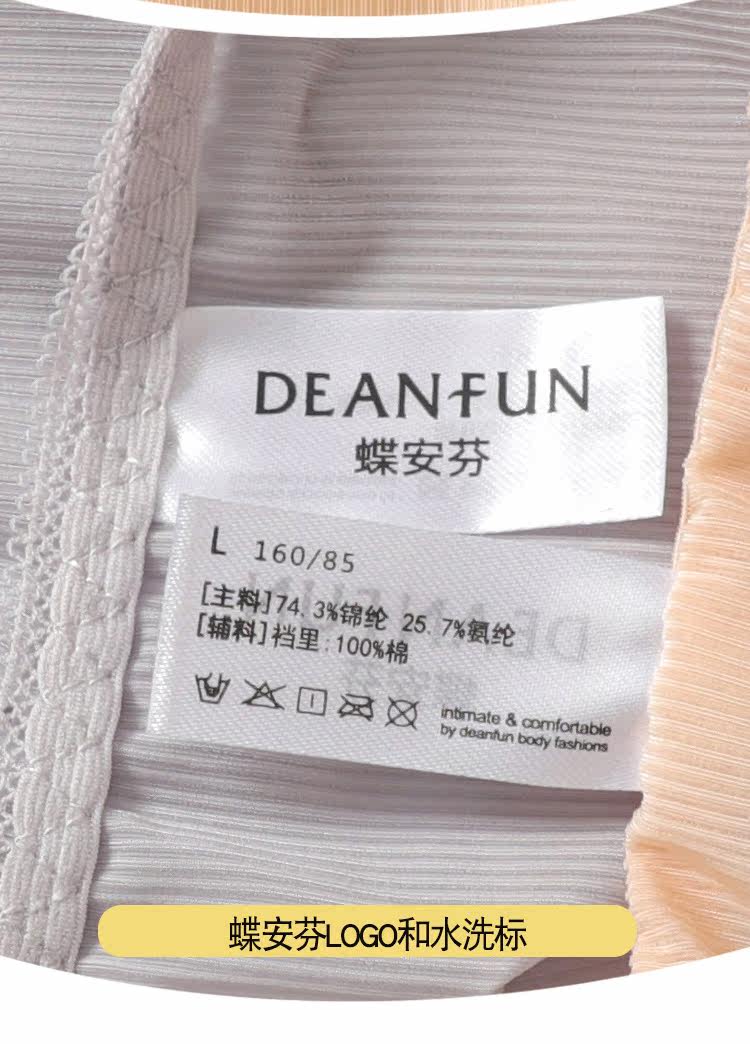 DEANFUN
蝶安芬
L 160/85
[主料]74.3%锦纶 25.7%氨纶
[辅料]裆里:100%棉
intimate & comfortable
by deanfun body fashions
蝶安芬LOGO和水洗标